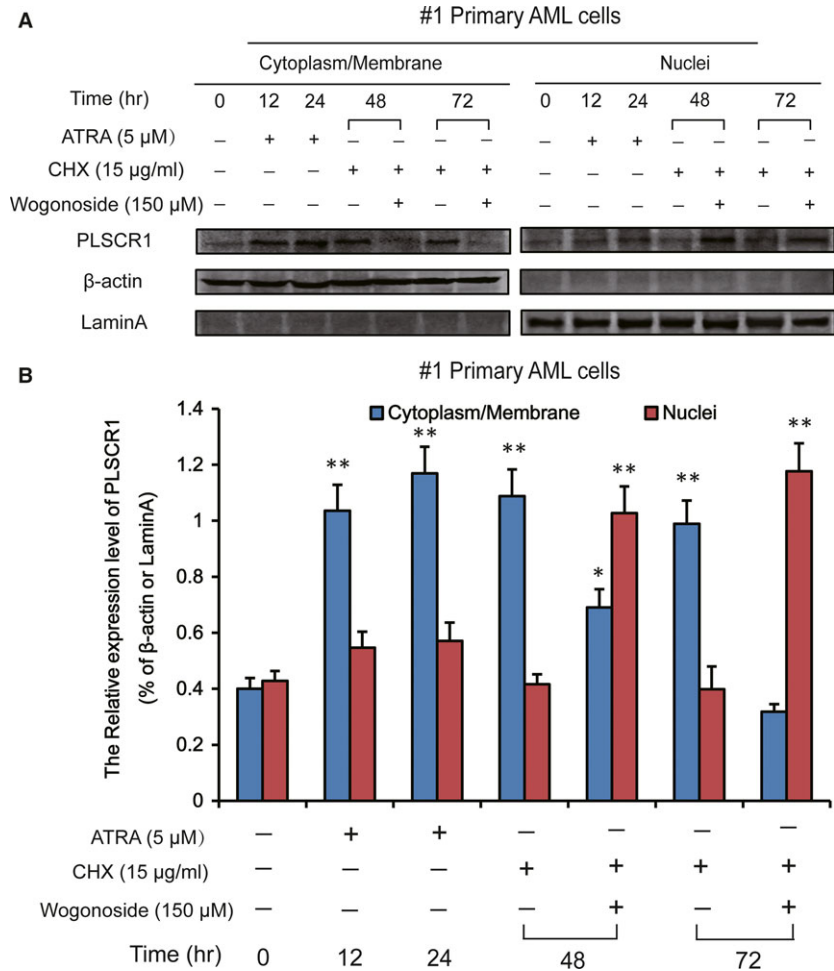 A
#1 Primary AML cells
Cytoplasm/Membrane Nuclei
Time (hr) 0 12 24 48 72 0 12 24 48 72
ATRA (5 μM) – + + – – – – – + + – – – –
CHX (15 μg/ml) – – – + + + + – – – + + + +
Wogonoside (150 μM) – – – – + – + – – – – + – +
PLSCR1
β-actin
LaminA
B
#1 Primary AML cells
Cytoplasm/Membrane Nuclei
The Relative expression level of PLSCR1
(% of β-actin or LaminA)
1.4
1.2
1
0.8
0.6
0.4
0.2
0
** ** ** * ** ** **
ATRA (5 μM) – + + – – – –
CHX (15 μg/ml) – – – + + + +
Wogonoside (150 μM) – – – – + – +
Time (hr) 0 12 24 48 72